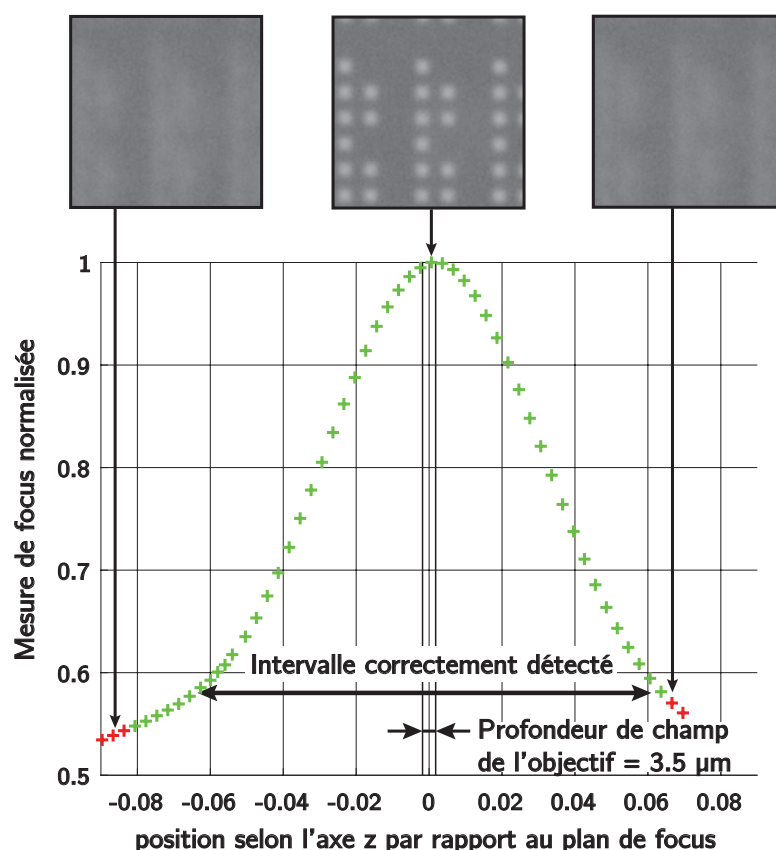 1
0.9
0.8
0.7
0.6
0.5
Mesure de focus normalisée
Intervalle correctement détecté
Profondeur de champ
de l'objectif = 3.5 µm
-0.08 -0.06 -0.04 -0.02 0 0.02 0.04 0.06 0.08
position selon l'axe z par rapport au plan de focus